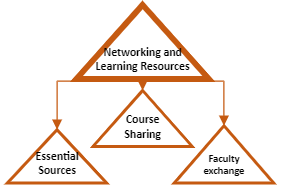 Networking and
Learning Resources
Course
Sharing
Essential
Sources
Faculty
exchange